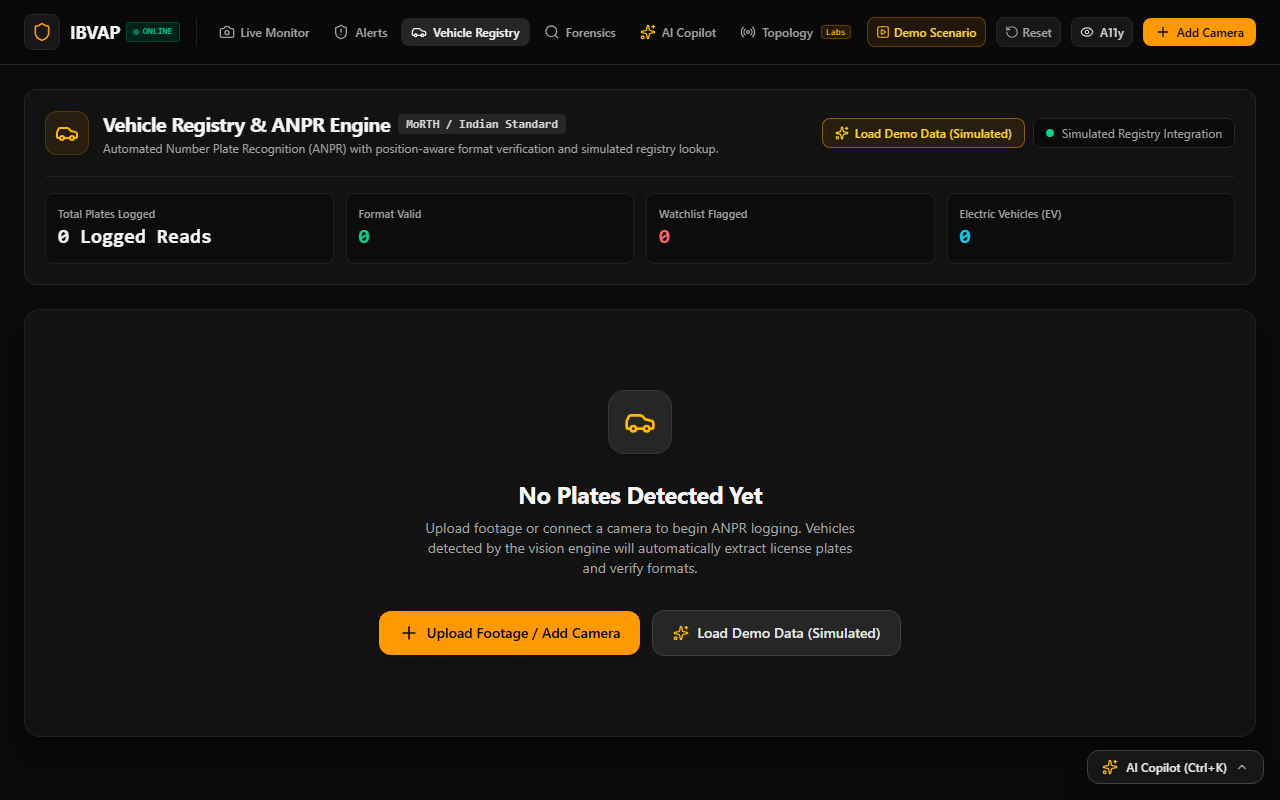 IBVAP ONLINE Live Monitor Alerts Vehicle Registry Forensics AI Copilot Topology Labs Demo Scenario Reset A11y Add Camera
Vehicle Registry & ANPR Engine MoRTH / Indian Standard
Automated Number Plate Recognition (ANPR) with position-aware format verification and simulated registry lookup.
Load Demo Data (Simulated) Simulated Registry Integration
Total Plates Logged
0 Logged Reads
Format Valid
0
Watchlist Flagged
0
Electric Vehicles (EV)
0
No Plates Detected Yet
Upload footage or connect a camera to begin ANPR logging. Vehicles
detected by the vision engine will automatically extract license plates
and verify formats.
Upload Footage / Add Camera Load Demo Data (Simulated)
AI Copilot (Ctrl+K)